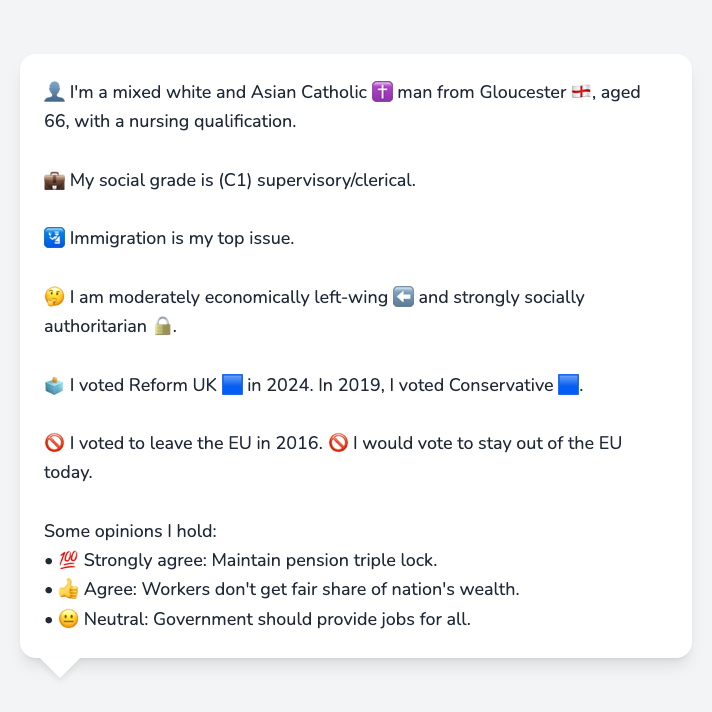 👤 I'm a mixed white and Asian Catholic ✝️ man from Gloucester 🏴󠁧󠁢󠁥󠁮󠁧󠁿, aged
66, with a nursing qualification.
💼 My social grade is (C1) supervisory/clerical.
🛂 Immigration is my top issue.
🤔 I am moderately economically left-wing ⬅️ and strongly socially
authoritarian 🔒.
🗳️ I voted Reform UK 🟦 in 2024. In 2019, I voted Conservative 🟦.
🚫 I voted to leave the EU in 2016. 🚫 I would vote to stay out of the EU
today.
Some opinions I hold:
• 💯 Strongly agree: Maintain pension triple lock.
• 👍 Agree: Workers don't get fair share of nation's wealth.
• 😐 Neutral: Government should provide jobs for all.